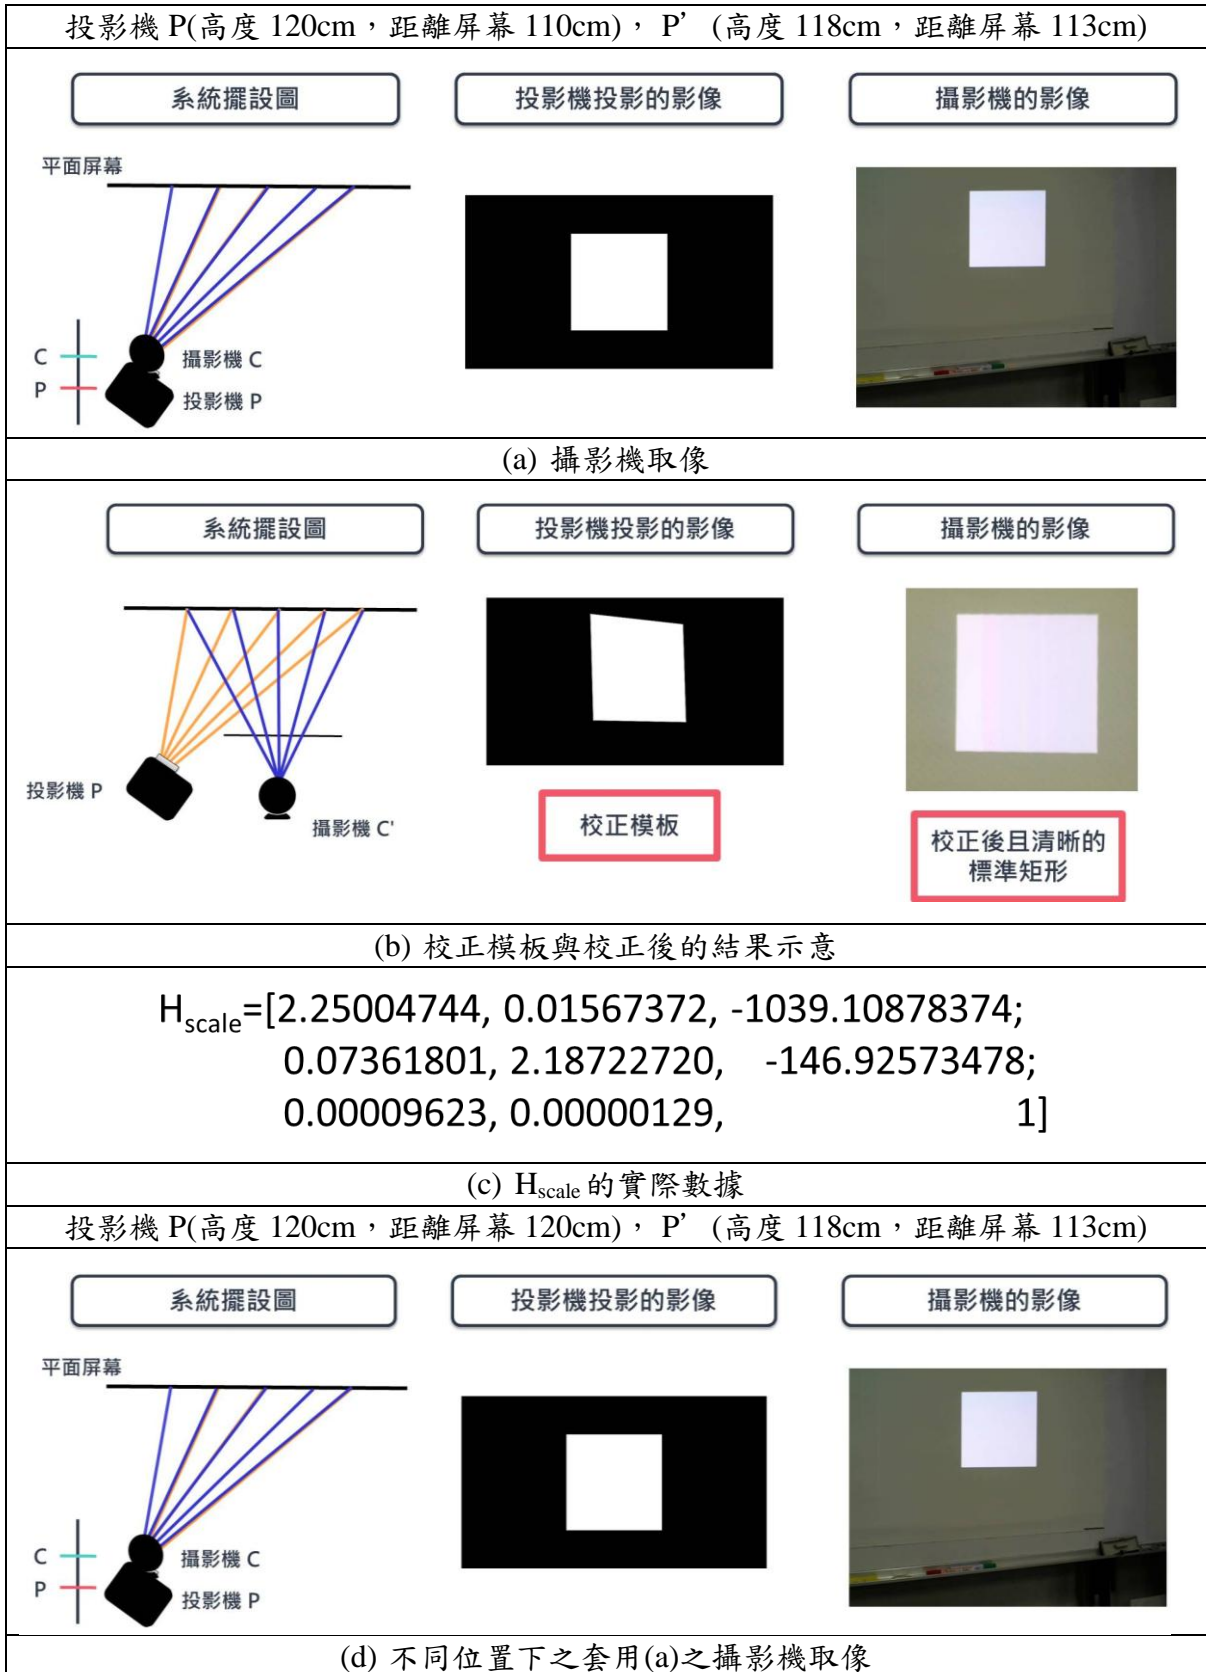 投影機 P(高度 120cm，距離屏幕 110cm)， P’ (高度 118cm，距離屏幕 113cm)
系統擺設圖
投影機投影的影像
攝影機的影像
平面屏幕
C
攝影機 C
P
投影機 P
(a) 攝影機取像
系統擺設圖
投影機投影的影像
攝影機的影像
投影機 P
攝影機 C'
校正模板
校正後且清晰的
標準矩形
(b) 校正模板與校正後的結果示意
Hscale=[2.25004744, 0.01567372, -1039.10878374;
0.07361801, 2.18722720, -146.92573478;
0.00009623, 0.00000129, 1]
(c) Hscale 的實際數據
投影機 P(高度 120cm，距離屏幕 120cm)， P’ (高度 118cm，距離屏幕 113cm)
系統擺設圖
投影機投影的影像
攝影機的影像
平面屏幕
C
攝影機 C
P
投影機 P
(d) 不同位置下之套用(a)之攝影機取像